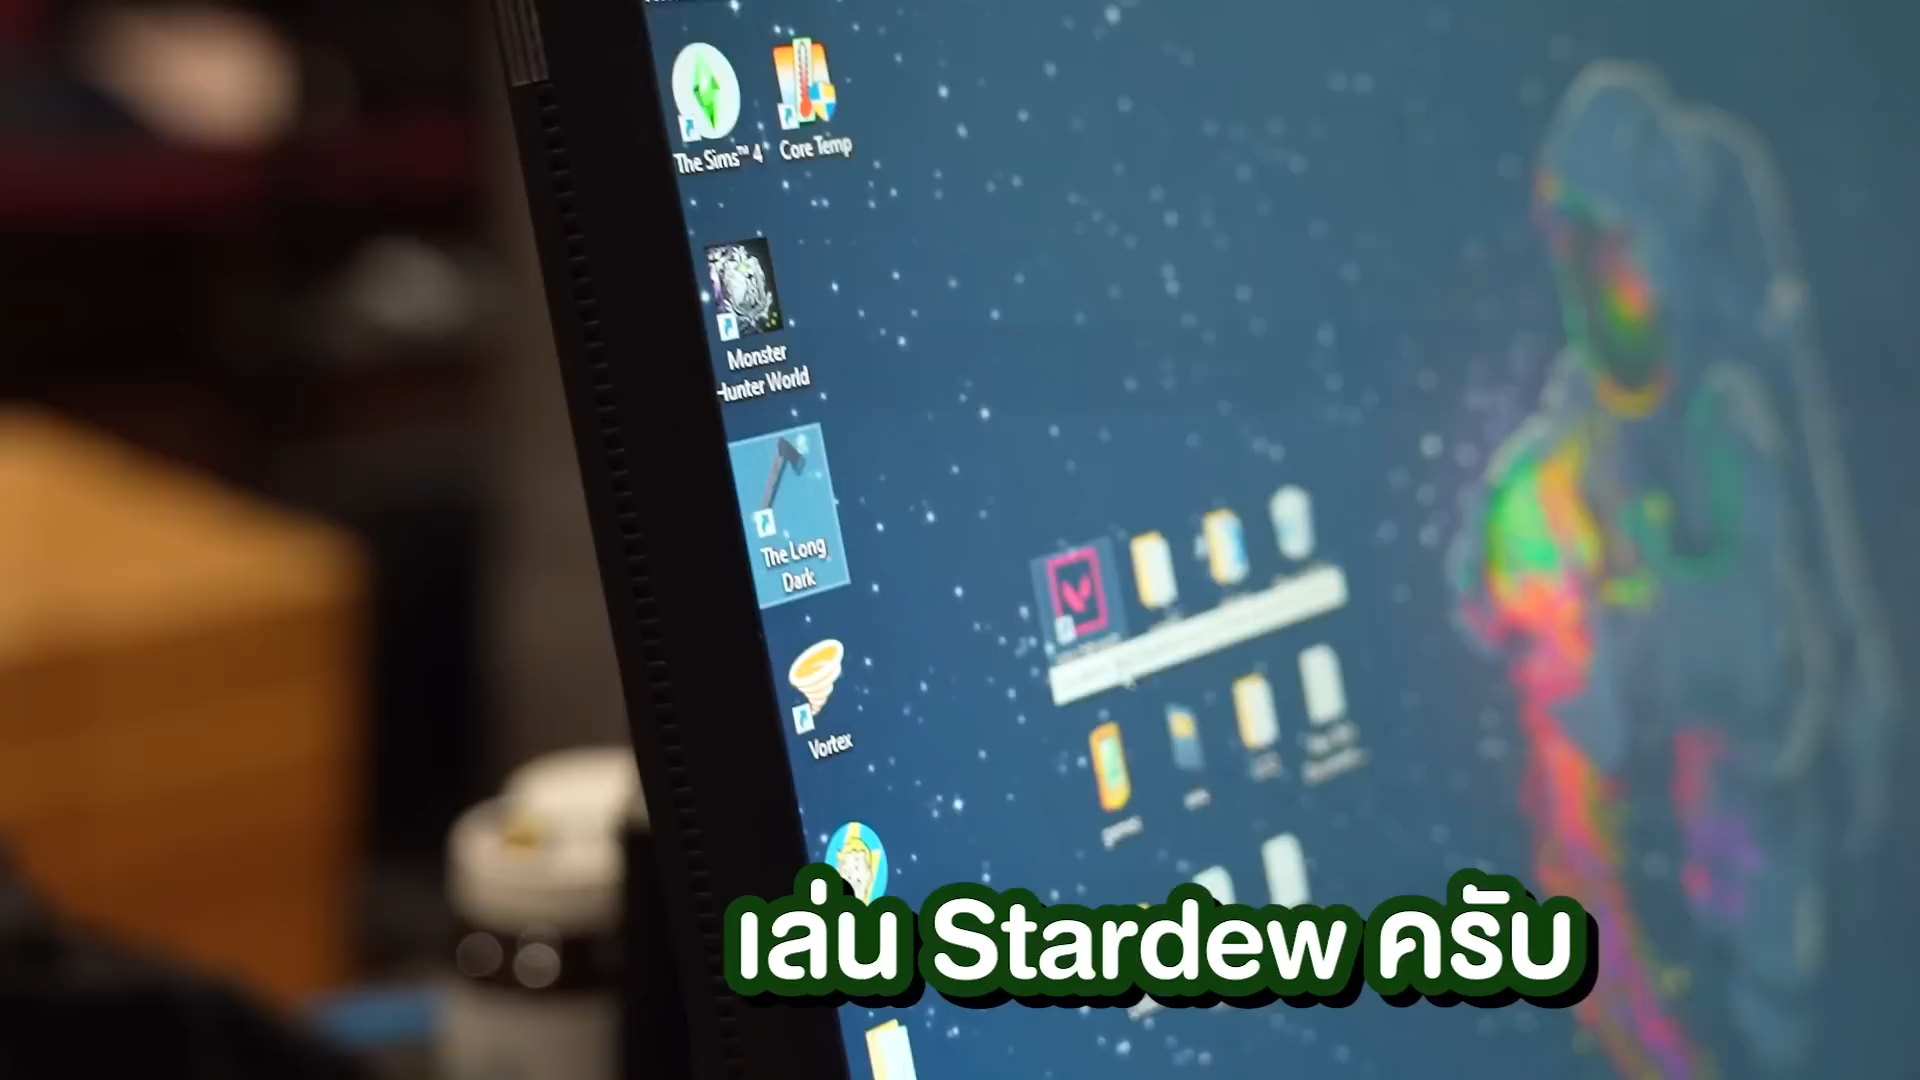 The Sims™ 4
Core Temp
Monster
Hunter World
The Long
Dark
Vortex
games
เล่น Stardew ครับ